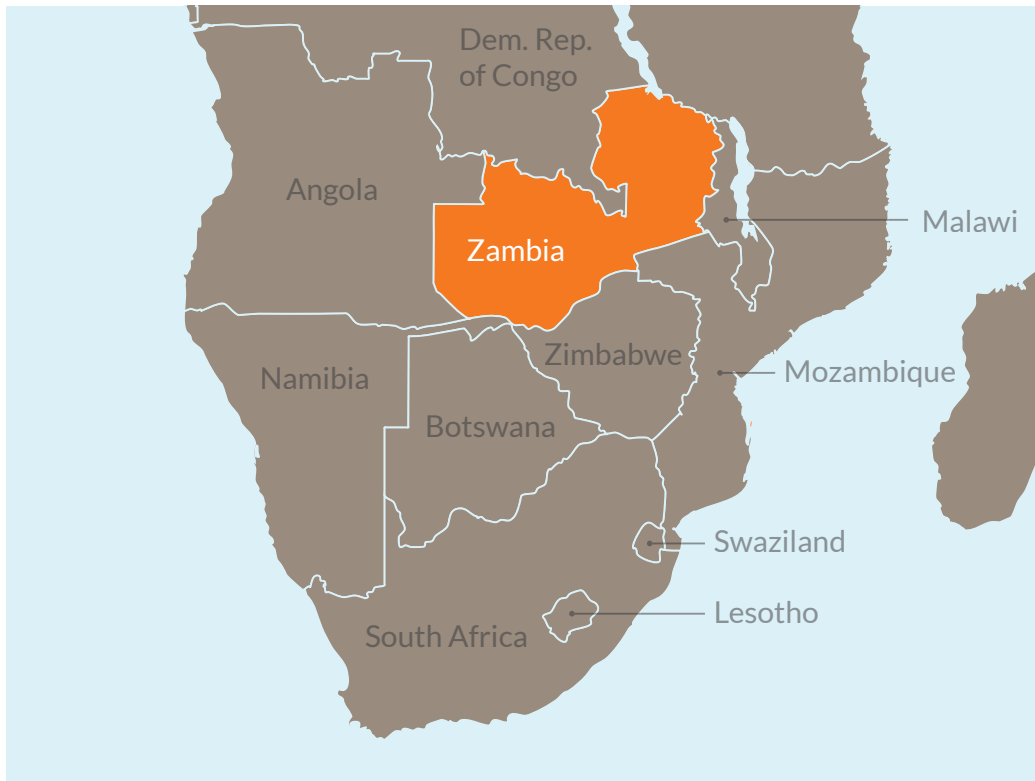 Dem. Rep.
of Congo
Angola
Malawi
Zambia
Zimbabwe
Namibia
Mozambique
Botswana
Swaziland
Lesotho
South Africa